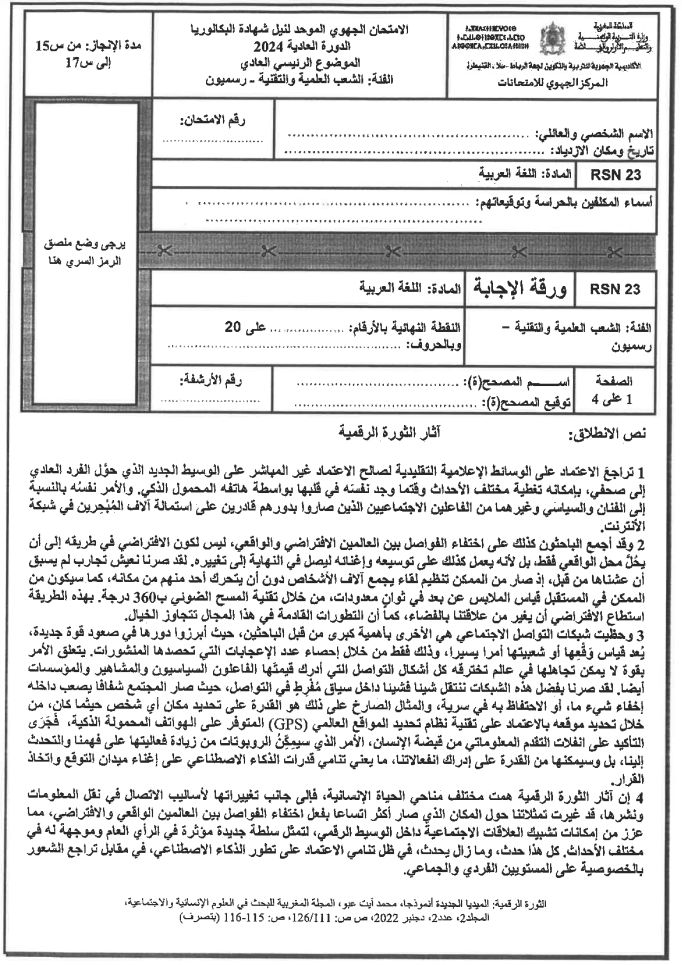 المملكة المغربية
الأكاديمية الجهوية للتربية والتكوين لجهة الرباط - سلا - القنيطرة
المركز الجهوي للامتحانات
الامتحان الجهوي الموحد لنيل شهادة البكالوريا
الدورة العادية 2024
الموضوع الرئيسي العادي
الفئة: الشعب العلمية والتقنية - رسميون
مدة الإنجاز: من س15
إلى س17
الاسم الشخصي والعائلي:
تاريخ ومكان الازدياد:
رقم الامتحان:
RSN 23
المادة: اللغة العربية
أسماء المكلفين بالحراسة وتوقيعاتهم:
يرجى وضع ملصق
الرمز السري هنا
RSN 23
ورقة الإجابة
المادة: اللغة العربية
الفئة: الشعب العلمية والتقنية –
رسميون
النقطة النهائية بالأرقام: على 20
وبالحروف:
الصفحة
1 على 4
اسم المصحح(ة):
توقيع المصحح(ة):
رقم الأرشفة:
نص الانطلاق: آثار الثورة الرقمية
1 تراجعَ الاعتماد على الوسائط الإعلامية التقليدية لصالح الاعتماد غير المباشر على الوسيط الجديد الذي حوَّل الفرد العادي
إلى صحفي، بإمكانه تغطية مختلف الأحداث وقتما وجد نفسَه في قلبها بواسطة هاتفه المحمول الذكي. والأمر نفسُه بالنسبة
إلى الفنان والسياسي وغيرهما من الفاعلين الاجتماعيين الذين صاروا بدورهم قادرين على استمالة آلاف المُبْحِرين في شبكة
الأنترنت.
2 وقد أجمع الباحثون كذلك على اختفاء الفواصل بين العالمين الافتراضي والواقعي، ليس لكون الافتراضي في طريقه إلى أن
يحُلَّ محل الواقعي فقط، بل لأنه يعمل كذلك على توسيعه وإغنائه ليصل في النهاية إلى تغييره. لقد صرنا نعيش تجارب لم يسبق
أن عشناها من قبل، إذ صار من الممكن تنظيم لقاء يجمع آلاف الأشخاص دون أن يتحرك أحد منهم من مكانه، كما سيكون من
الممكن في المستقبل قياس الملابس عن بعد في ثوان معدودات، من خلال تقنية المسح الضوئي ب360 درجة. بهذه الطريقة
استطاع الافتراضي أن يغير من علاقتنا بالفضاء، كما أن التطورات القادمة في هذا المجال تتجاوز الخيال.
3 وحظيت شبكات التواصل الاجتماعي هي الأخرى بأهمية كبرى من قبل الباحثين، حيث أبرزوا دورها في صعود قوة جديدة،
يُعد قياس وَقْعِها أو شعبيتها أمرا يسيرا، وذلك فقط من خلال إحصاء عدد الإعجابات التي تحصدها المنشورات. يتعلق الأمر
بقوة لا يمكن تجاهلها في عالم تخترقه كل أشكال التواصل التي أدرك قيمتَها الفاعلون السياسيون والمشاهير والمؤسسات
أيضا. لقد صرنا بفضل هذه الشبكات ننتقل شيئا فشيئا داخل سياق مُفْرِط في التواصل، حيث صار المجتمع شفافا يصعب داخله
إخفاء شيء ما، أو الاحتفاظ به في سرية، والمثال الصارخ على ذلك هو القدرة على تحديد مكان أي شخص حيثما كان، من
خلال تحديد موقعه بالاعتماد على تقنية نظام تحديد المواقع العالمي (GPS) المتوفر على الهواتف المحمولة الذكية، فَجَرَى
التأكيد على انفلات التقدم المعلوماتي من قبضة الإنسان، الأمر الذي سيمكِّنُ الروبوتات من زيادة فعاليتها على فهمنا والتحدث
إلينا، بل وسيمكنها من القدرة على إدراك انفعالاتنا، ما يعني تنامي قدرات الذكاء الاصطناعي على إغناء ميدان التوقع واتخاذ
القرار.
4 إن آثار الثورة الرقمية همت مختلف مناحي الحياة الإنسانية، فإلى جانب تغييراتها لأساليب الاتصال في نقل المعلومات
ونشرها، قد غيرت تمثلاتنا حول المكان الذي صار أكثر اتساعا بفعل اختفاء الفواصل بين العالمين الواقعي والافتراضي، مما
عزز من إمكانات تشبيك العلاقات الاجتماعية داخل الوسيط الرقمي، لتمثل سلطة جديدة مؤثرة في الرأي العام وموجهة له في
مختلف الأحداث. كل هذا حدث، وما زال يحدث، في ظل تنامي الاعتماد على تطور الذكاء الاصطناعي، في مقابل تراجع الشعور
بالخصوصية على المستويين الفردي والجماعي.
الثورة الرقمية: الميديا الجديدة أنموذجا، محمد آيت عبو، المجلة المغربية للبحث في العلوم الإنسانية والاجتماعية،
المجلد2، عدد2، دجنبر 2022، ص ص: 126/111، ص: 115-116 (بتصرف)